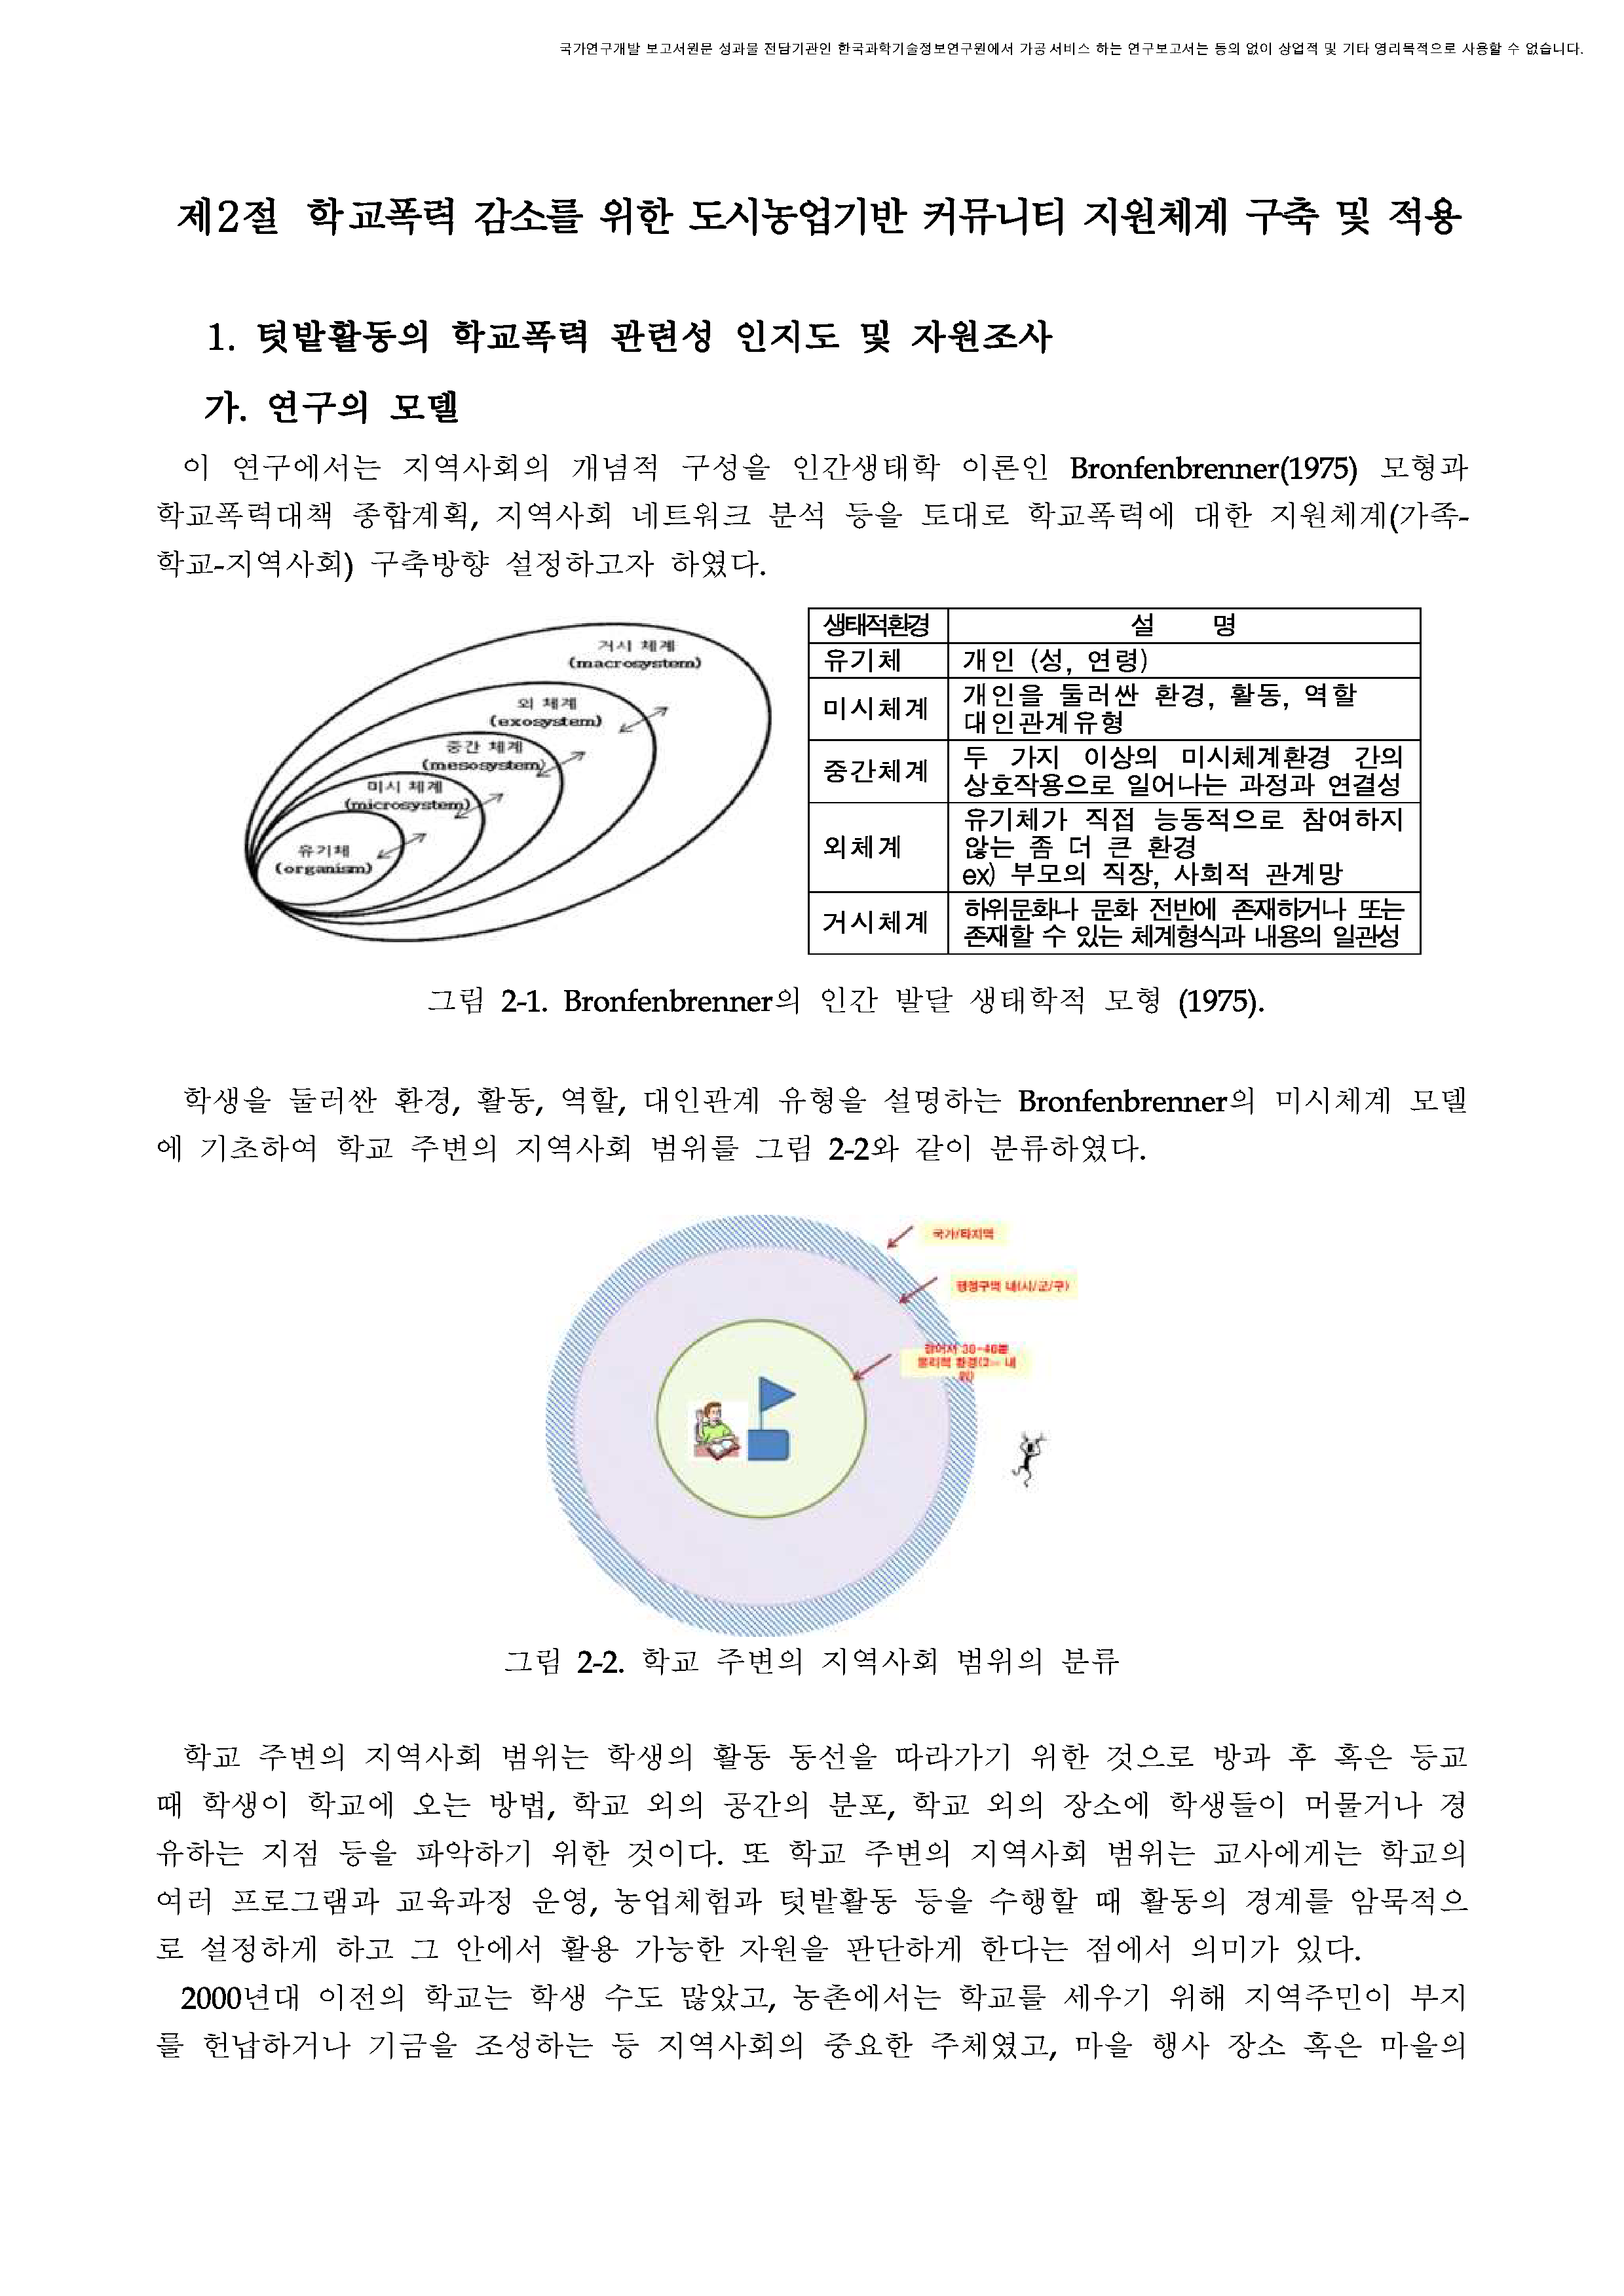 국가연구개발 보고서원문 성과물 전담기관인 한국과학기술정보연구원에서 가공 서비스 하는 연구보고서는 동의 없이 상업적 및 기타 영리목적으로 사용할 수 없습니다.
제2절 학교폭력 감소를 위한 도시농업기반 커뮤니티 지원체계 구축 및 적용
1. 텃밭활동의 학교폭력 관련성 인지도 및 자원조사
가. 연구의 모델
이 연구에서는 지역사회의 개념적 구성을 인간생태학 이론인 Bronfenbrenner(1975) 모형과
학교폭력대책 종합계획, 지역사회 네트워크 분석 등을 토대로 학교폭력에 대한 지원체계(가족-
학교-지역사회) 구축방향 설정하고자 하였다.
거시 체계
(macrosystem)
외 체계
(exosystem)
중간 체계
(mesosystem)
미시 체계
(microsystem)
유기체
(organism)
생태적환경 설 명
유기체 개인 (성, 연령)
미시체계 개인을 둘러싼 환경, 활동, 역할
대인관계유형
중간체계 두 가지 이상의 미시체계환경 간의
상호작용으로 일어나는 과정과 연결성
외체계 유기체가 직접 능동적으로 참여하지
않는 좀 더 큰 환경
ex) 부모의 직장, 사회적 관계망
거시체계 하위문화나 문화 전반에 존재하거나 또는
존재할 수 있는 체계형식과 내용의 일관성
그림 2-1. Bronfenbrenner의 인간 발달 생태학적 모형 (1975).
학생을 둘러싼 환경, 활동, 역할, 대인관계 유형을 설명하는 Bronfenbrenner의 미시체계 모델
에 기초하여 학교 주변의 지역사회 범위를 그림 2-2와 같이 분류하였다.
국가/타지역
행정구역 내(시/군/구)
걸어서 30~40분
물리적 환경(2㎞ 내
외)
그림 2-2. 학교 주변의 지역사회 범위의 분류
학교 주변의 지역사회 범위는 학생의 활동 동선을 따라가기 위한 것으로 방과 후 혹은 등교
때 학생이 학교에 오는 방법, 학교 외의 공간의 분포, 학교 외의 장소에 학생들이 머물거나 경
유하는 지점 등을 파악하기 위한 것이다. 또 학교 주변의 지역사회 범위는 교사에게는 학교의
여러 프로그램과 교육과정 운영, 농업체험과 텃밭활동 등을 수행할 때 활동의 경계를 암묵적으
로 설정하게 하고 그 안에서 활용 가능한 자원을 판단하게 한다는 점에서 의미가 있다.
2000년대 이전의 학교는 학생 수도 많았고, 농촌에서는 학교를 세우기 위해 지역주민이 부지
를 헌납하거나 기금을 조성하는 등 지역사회의 중요한 주체였고, 마을 행사 장소 혹은 마을의